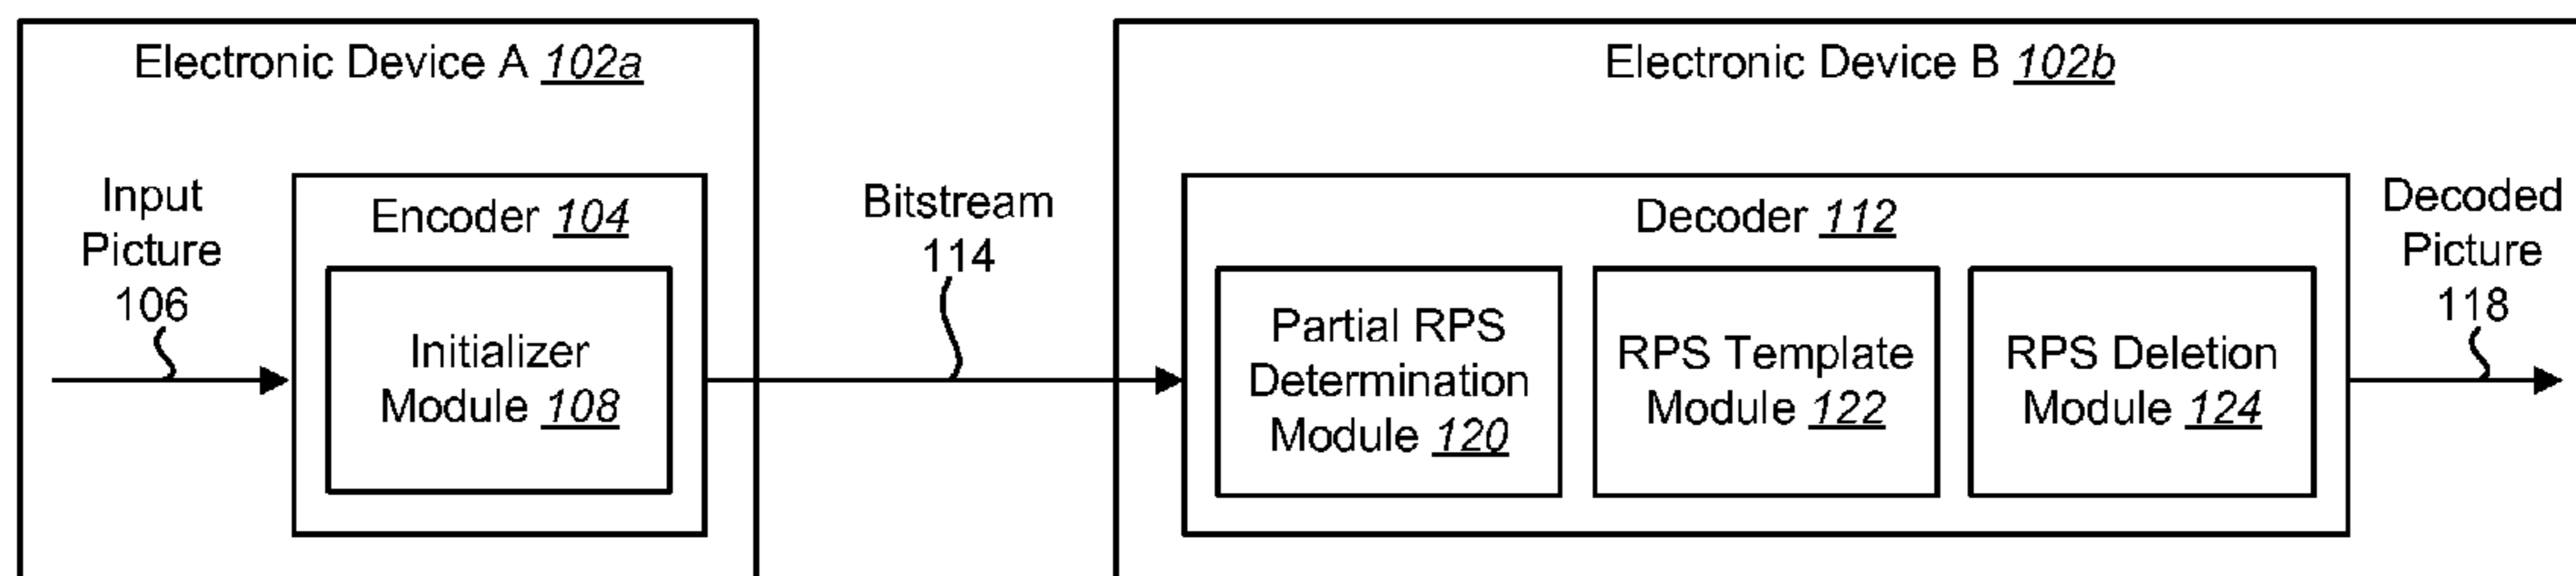 Electronic Device A 102a
Electronic Device B 102b
Input
Picture
106
Encoder 104
Initializer
Module 108
Bitstream
114
Decoder 112
Partial RPS
Determination
Module 120
RPS Template
Module 122
RPS Deletion
Module 124
Decoded
Picture
118